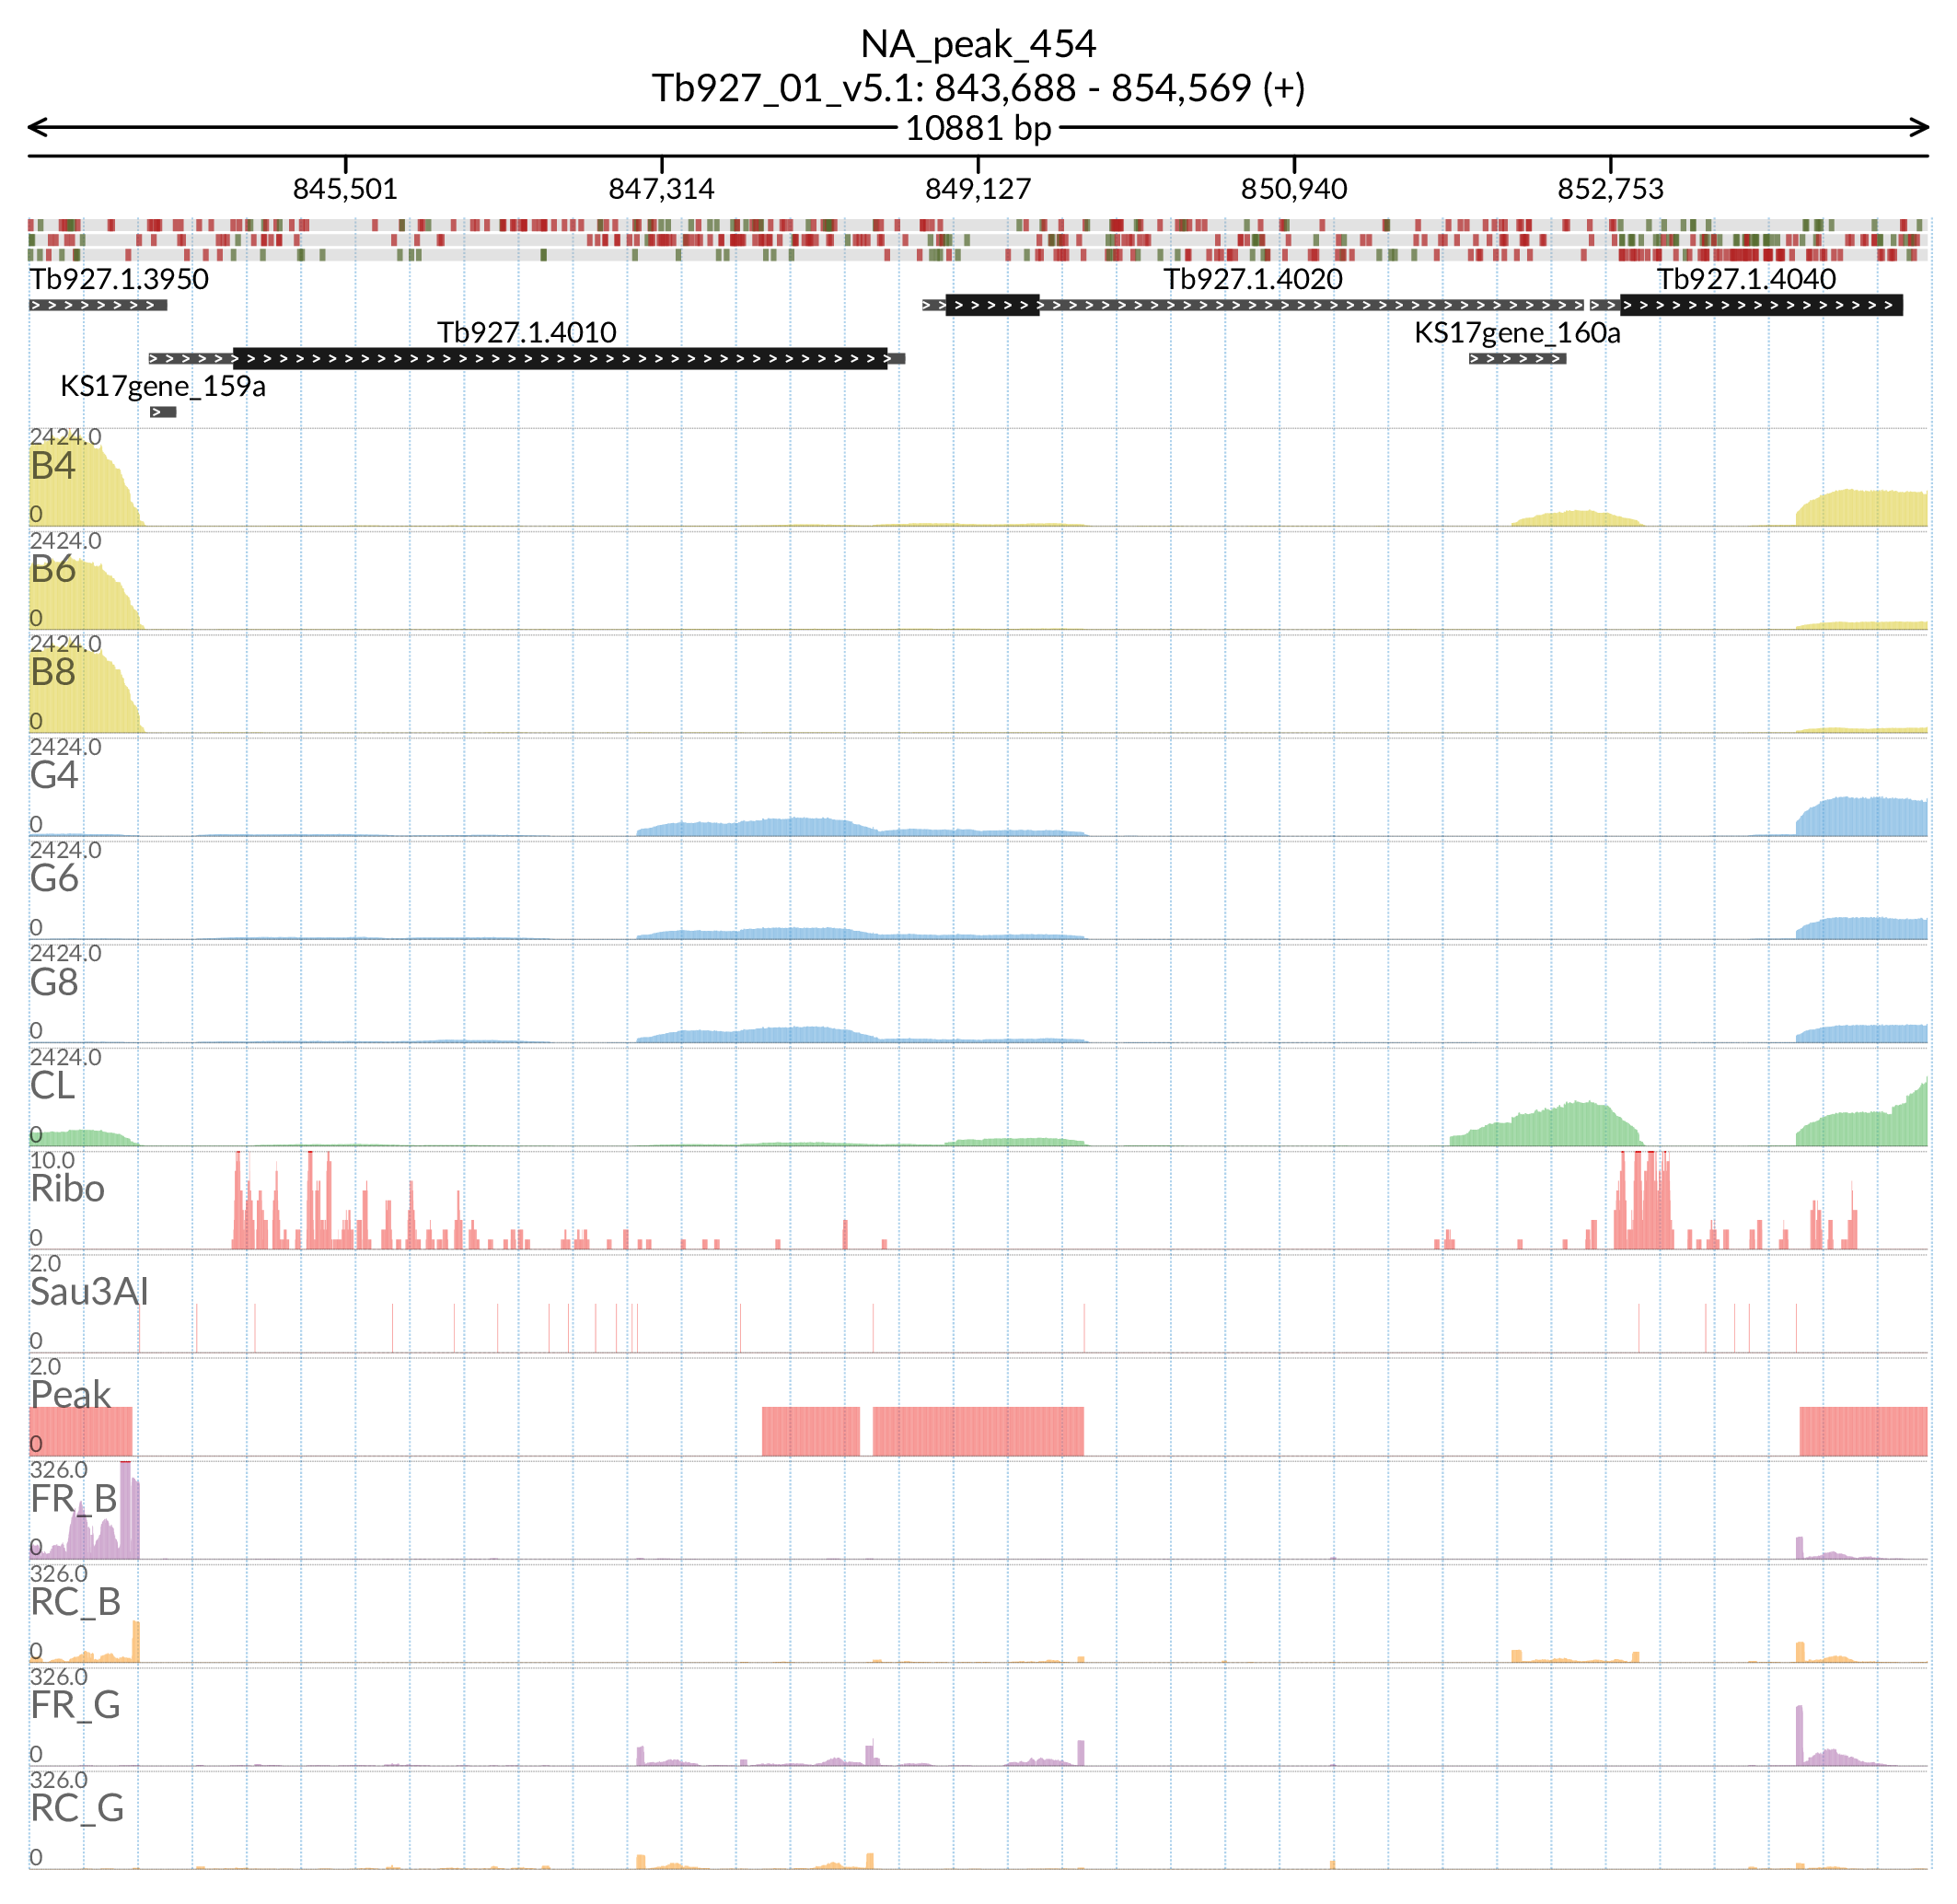 NA_peak_454
Tb927_01_v5.1: 843,688 - 854,569 (+)
10881 bp
845,501 847,314 849,127 850,940 852,753
Tb927.1.3950 Tb927.1.4020 Tb927.1.4040
Tb927.1.4010 KS17gene_160a
KS17gene_159a
2424.0
B4
0
2424.0
B6
0
2424.0
B8
0
2424.0
G4
0
2424.0
G6
0
2424.0
G8
0
2424.0
CL
0
10.0
Ribo
0
2.0
Sau3AI
0
2.0
Peak
0
326.0
FR_B
0
326.0
RC_B
0
326.0
FR_G
0
326.0
RC_G
0